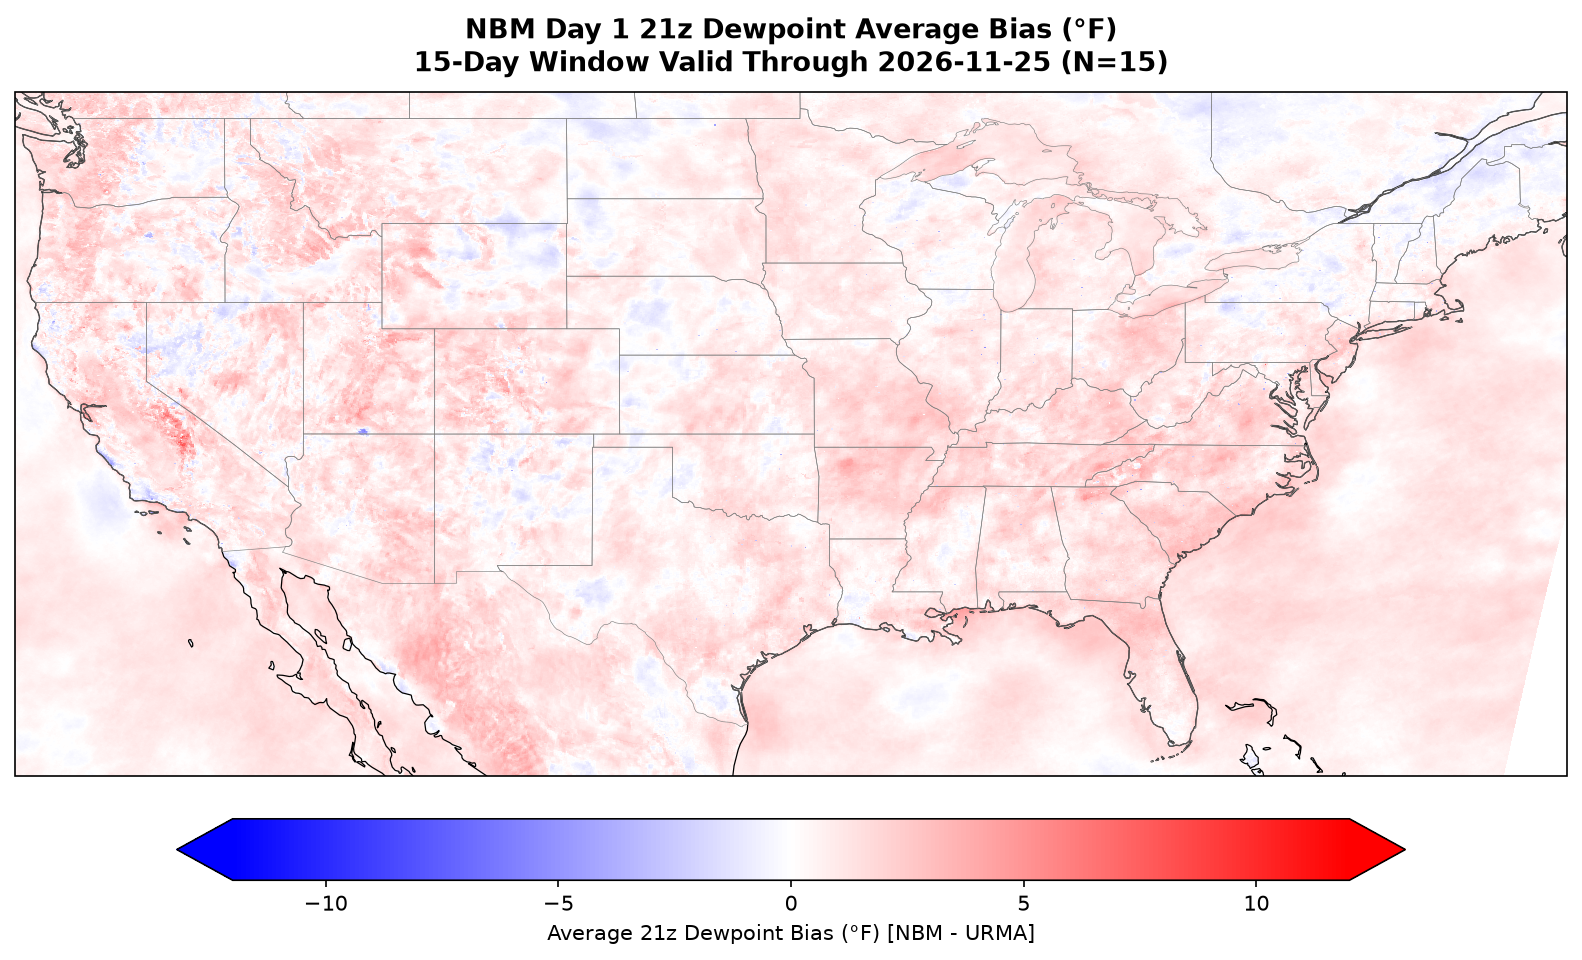 NBM Day 1 21z Dewpoint Average Bias (°F)
15-Day Window Valid Through 2026-11-25 (N=15)
−10 −5 0 5 10
Average 21z Dewpoint Bias (°F) [NBM - URMA]